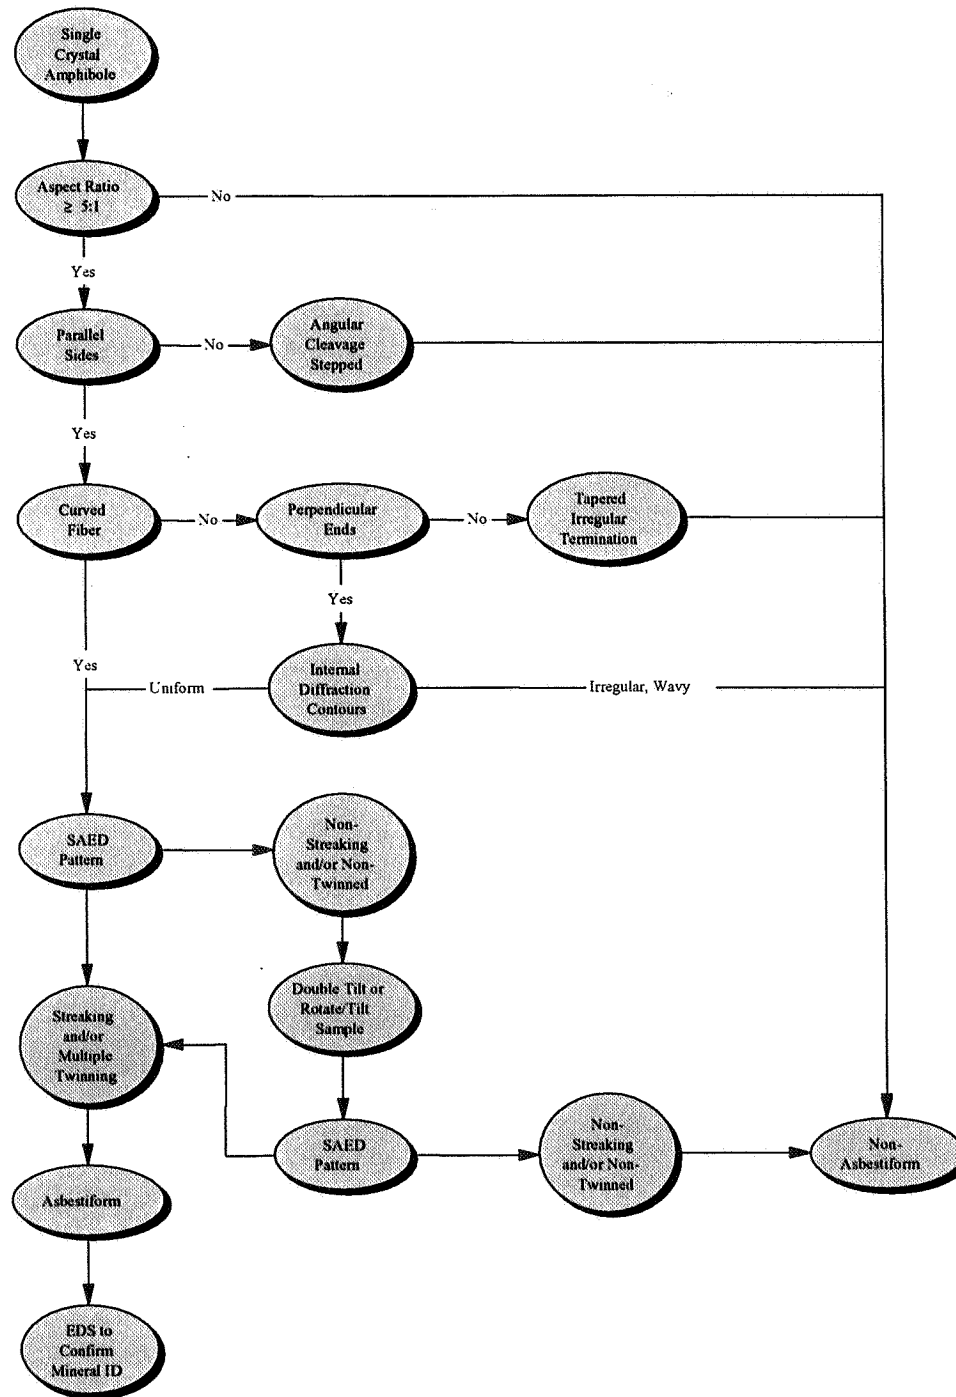 Single
Crystal
Amphibole
Aspect Ratio
≥ 5:1
No
Yes
Parallel
Sides
No
Angular
Cleavage
Stepped
Yes
Curved
Fiber
No
Perpendicular
Ends
No
Tapered
Irregular
Termination
Yes
Yes
Uniform
Internal
Diffraction
Contours
Irregular, Wavy
SAED
Pattern
Non-
Streaking
and/or Non-
Twinned
Double Tilt or
Rotate/Tilt
Sample
Streaking
and/or
Multiple
Twinning
SAED
Pattern
Non-
Streaking
and/or Non-
Twinned
Non-
Asbestiform
Asbestiform
EDS to
Confirm
Mineral ID